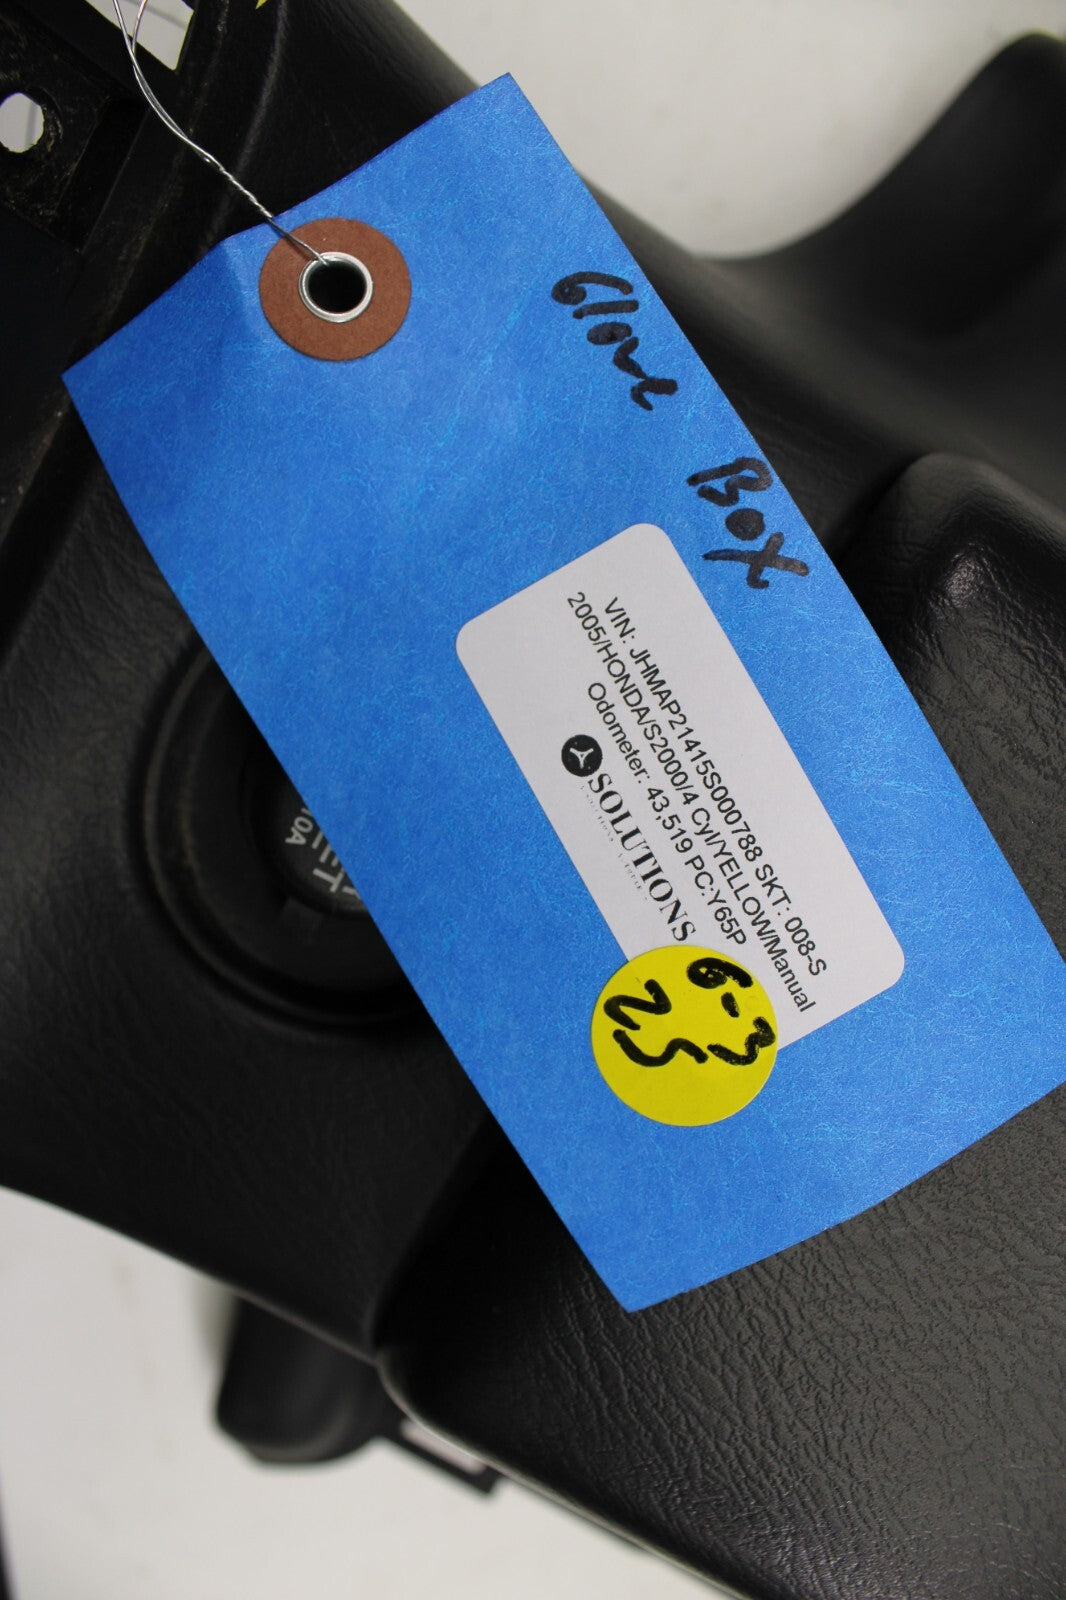 Glove Box
VIN: JHMAP21415S000788 SKT: 008-S
2005/HONDA/S2000/4 Cyl/YELLOW/Manual
Odometer: 43,519 PC:Y65P
SOLUTIONS
6-3
25
10A